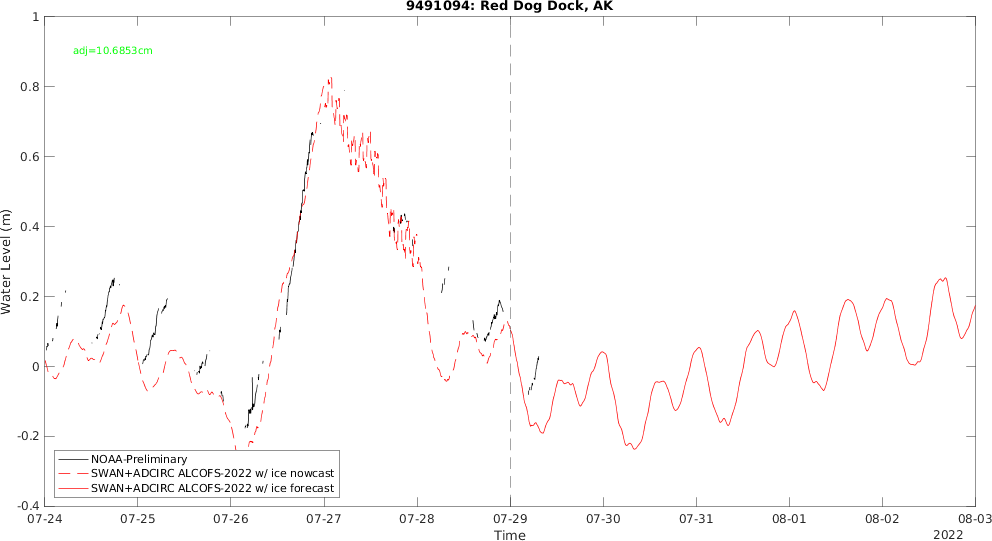 9491094: Red Dog Dock, AK
adj=10.6853cm
Water Level (m)
1
0.8
0.6
0.4
0.2
0
-0.2
-0.4
NOAA-Preliminary
SWAN+ADCIRC ALCOFS-2022 w/ ice nowcast
SWAN+ADCIRC ALCOFS-2022 w/ ice forecast
07-24 07-25 07-26 07-27 07-28 07-29 07-30 07-31 08-01 08-02 08-03
Time
2022